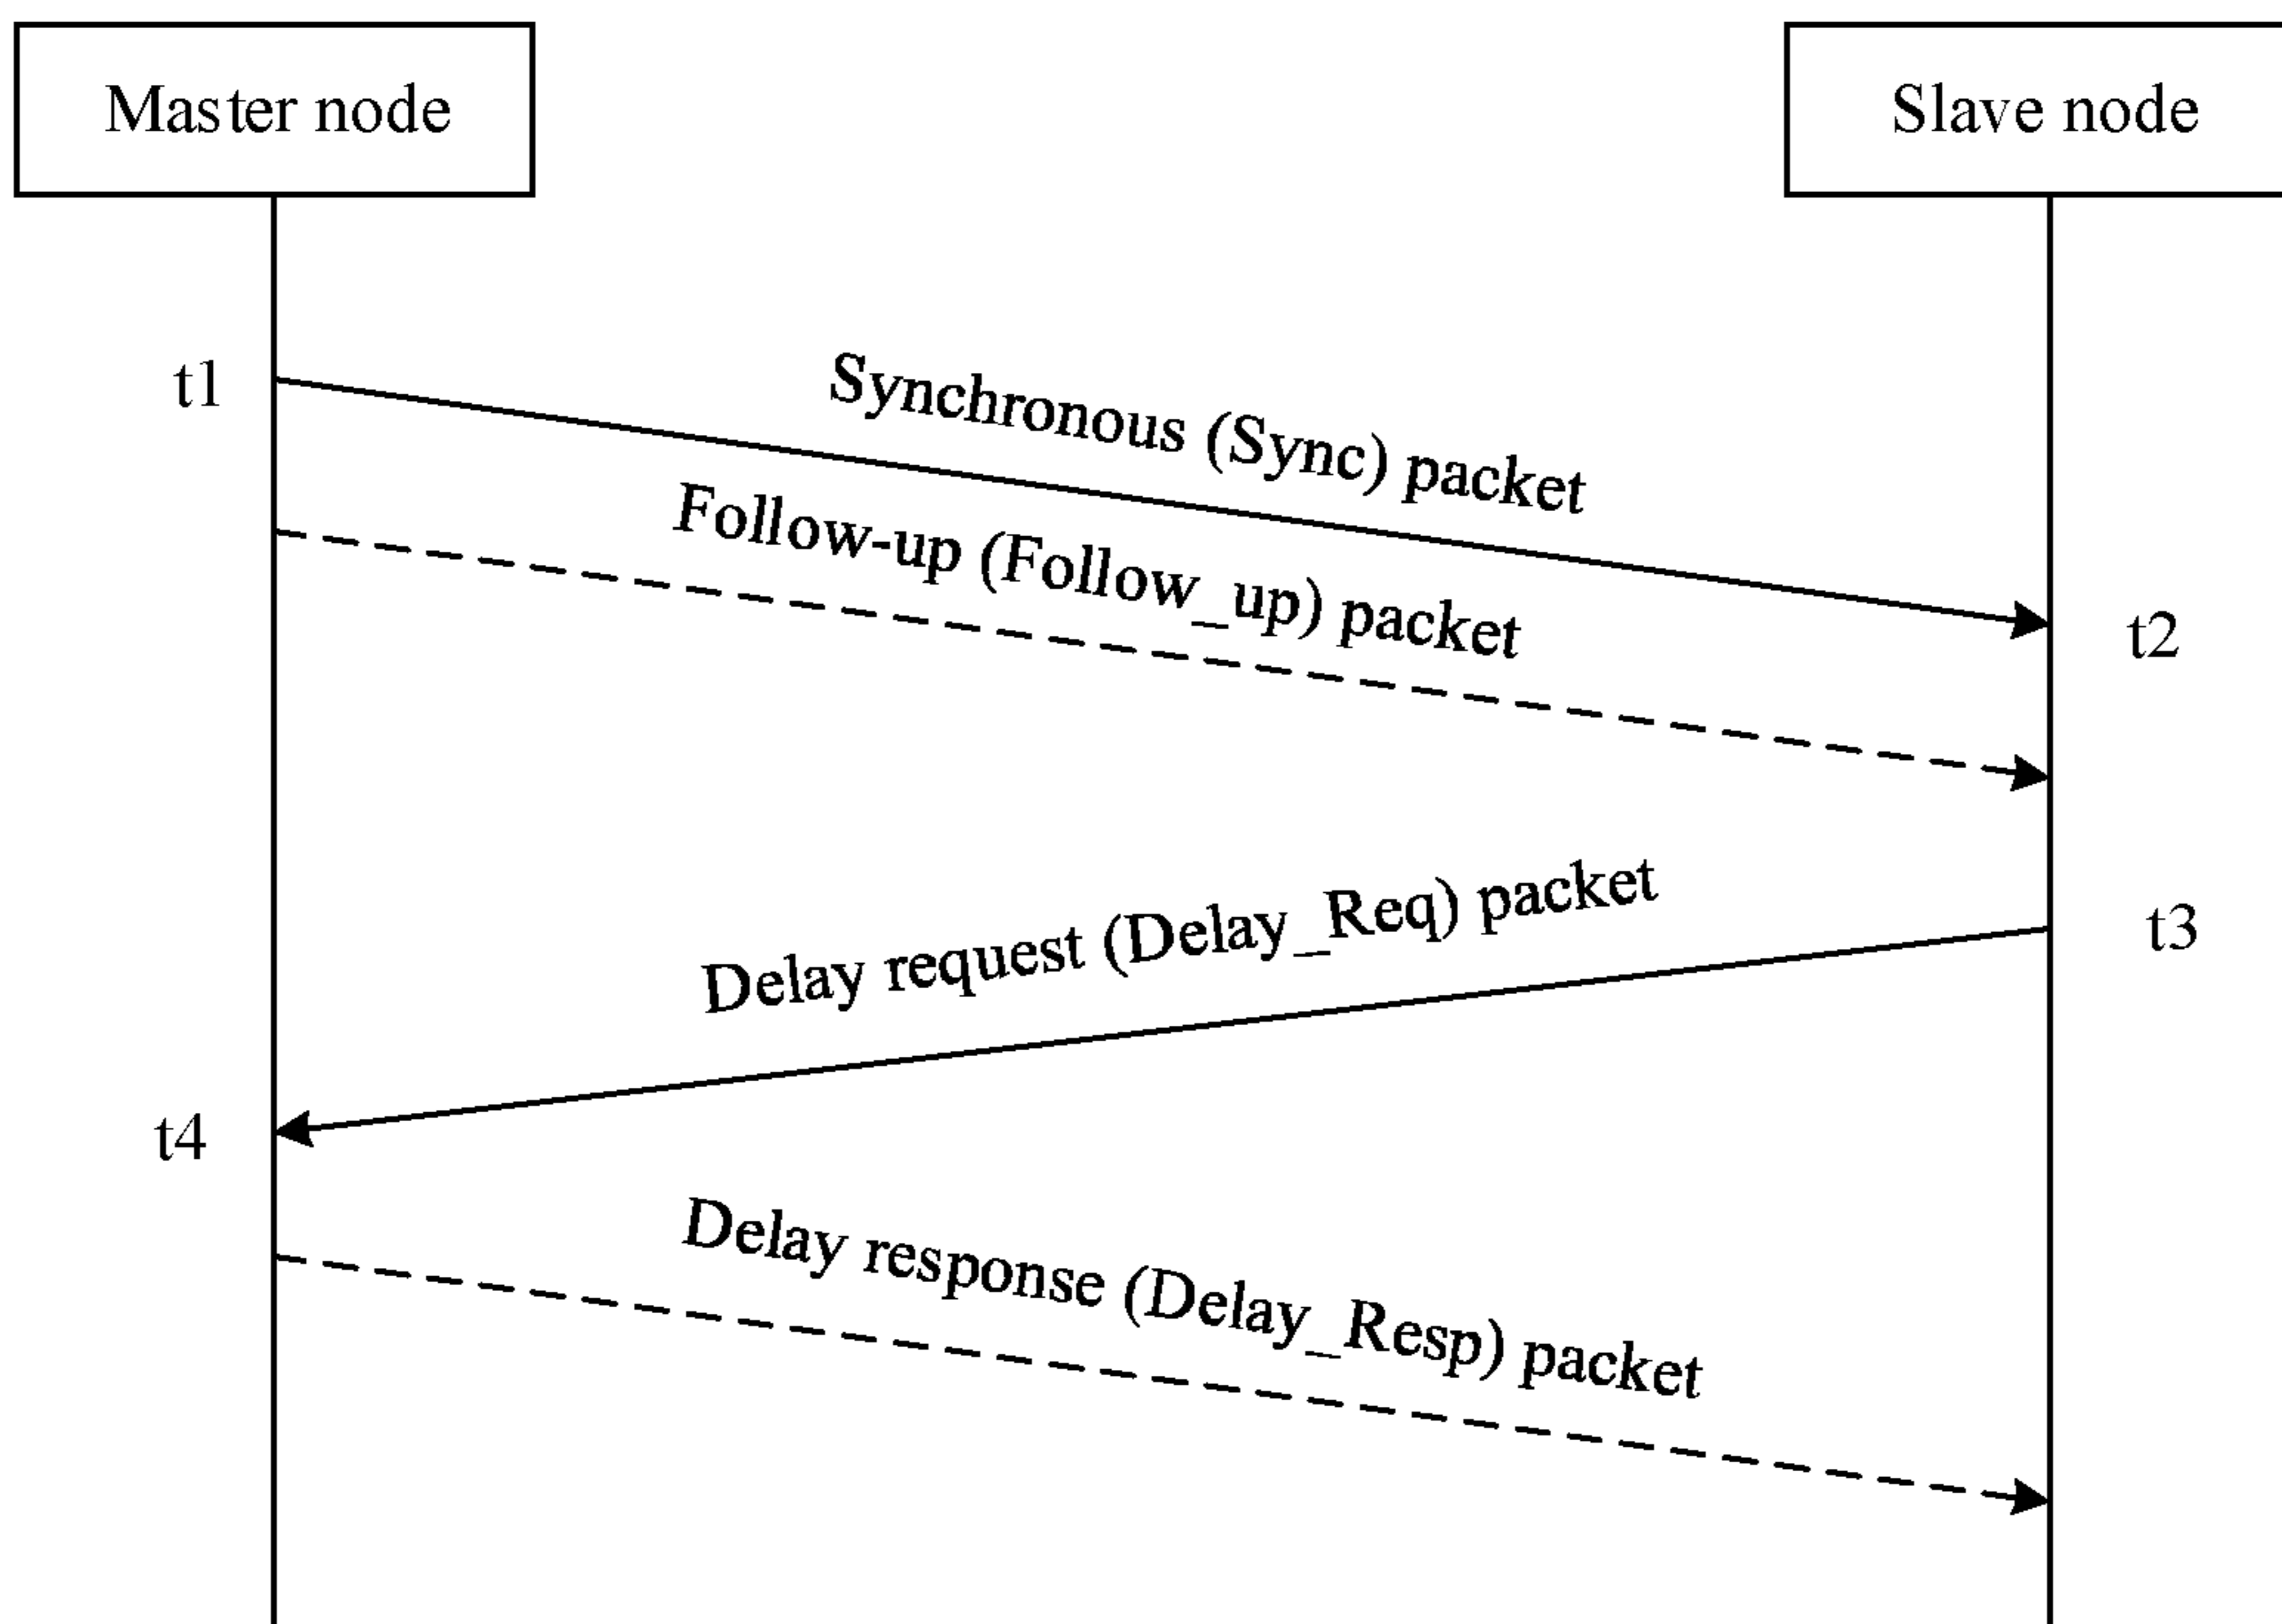 Master node
Slave node
t1
Synchronous (Sync) packet
Follow-up (Follow_up) packet
t2
Delay request (Delay_Req) packet
t3
t4
Delay response (Delay_Resp) packet